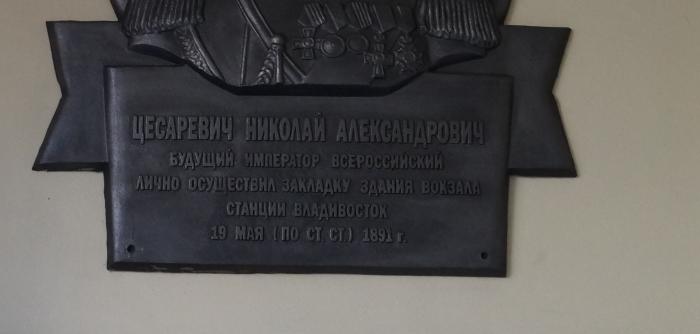 ЦЕСАРЕВИЧ НИКОЛАЙ АЛЕКСАНДРОВИЧ
БУДУЩИЙ ИМПЕРАТОР ВСЕРОССИЙСКИЙ
ЛИЧНО ОСУЩЕСТВИЛ ЗАКЛАДКУ ЗДАНИЯ ВОКЗАЛА
СТАНЦИИ ВЛАДИВОСТОК
19 МАЯ (ПО СТ СТ) 1891 г.